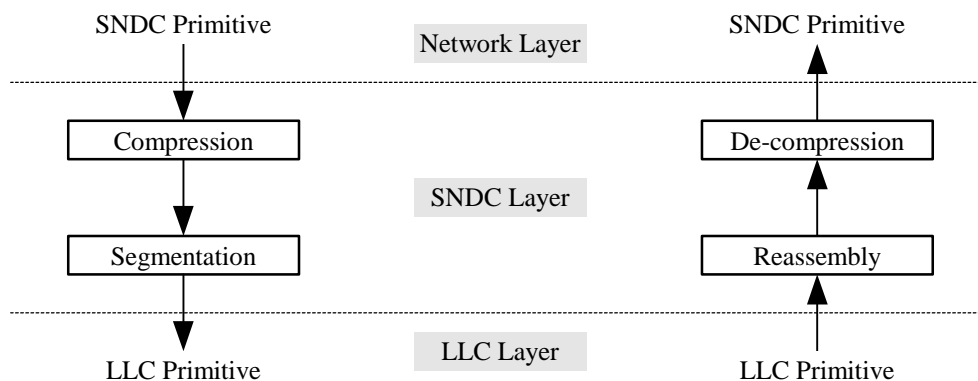 SNDC Primitive
Network Layer
SNDC Primitive
Compression
De-compression
SNDC Layer
Segmentation
Reassembly
LLC Primitive
LLC Layer
LLC Primitive